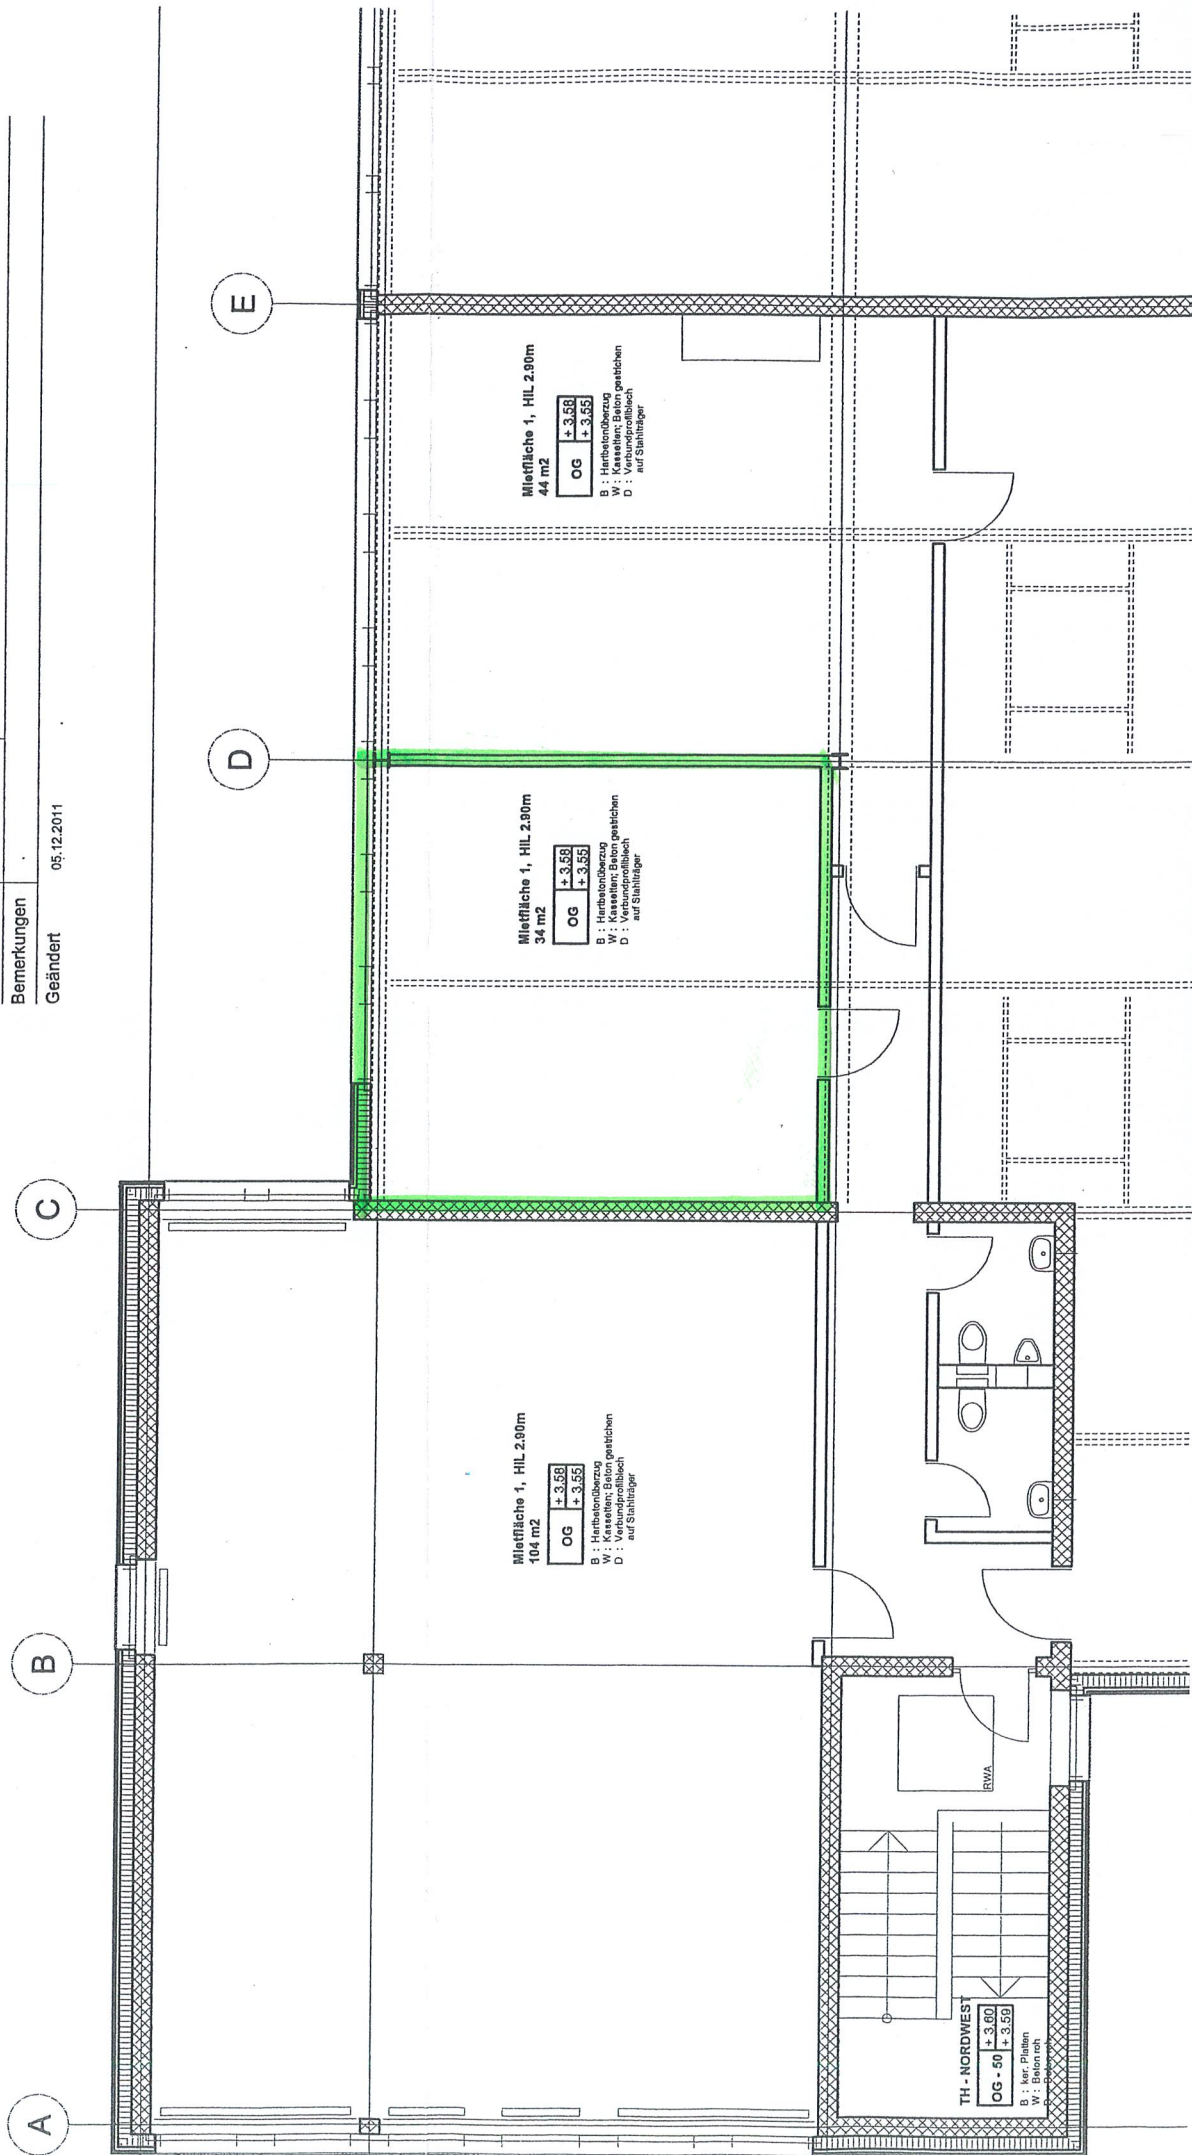 Bemerkungen
Geändert 05.12.2011
A
B
C
D
E
Mietfläche 1, HIL 2.90m
104 m2
OG + 3.58
+ 3.55
B : Hartbetonüberzug
W : Kassetten; Beton gestrichen
D : Verbundprofilblech
auf Stahlträger
Mietfläche 1, HIL 2.90m
34 m2
OG + 3.58
+ 3.55
B : Hartbetonüberzug
W : Kassetten; Beton gestrichen
D : Verbundprofilblech
auf Stahlträger
Mietfläche 1, HIL 2.90m
44 m2
OG + 3.58
+ 3.55
B : Hartbetonüberzug
W : Kassetten; Beton gestrichen
D : Verbundprofilblech
auf Stahlträger
RWA
TH - NORDWEST
OG - 50 + 3.60
+ 3.59
B : ker. Platten
W : Beton roh